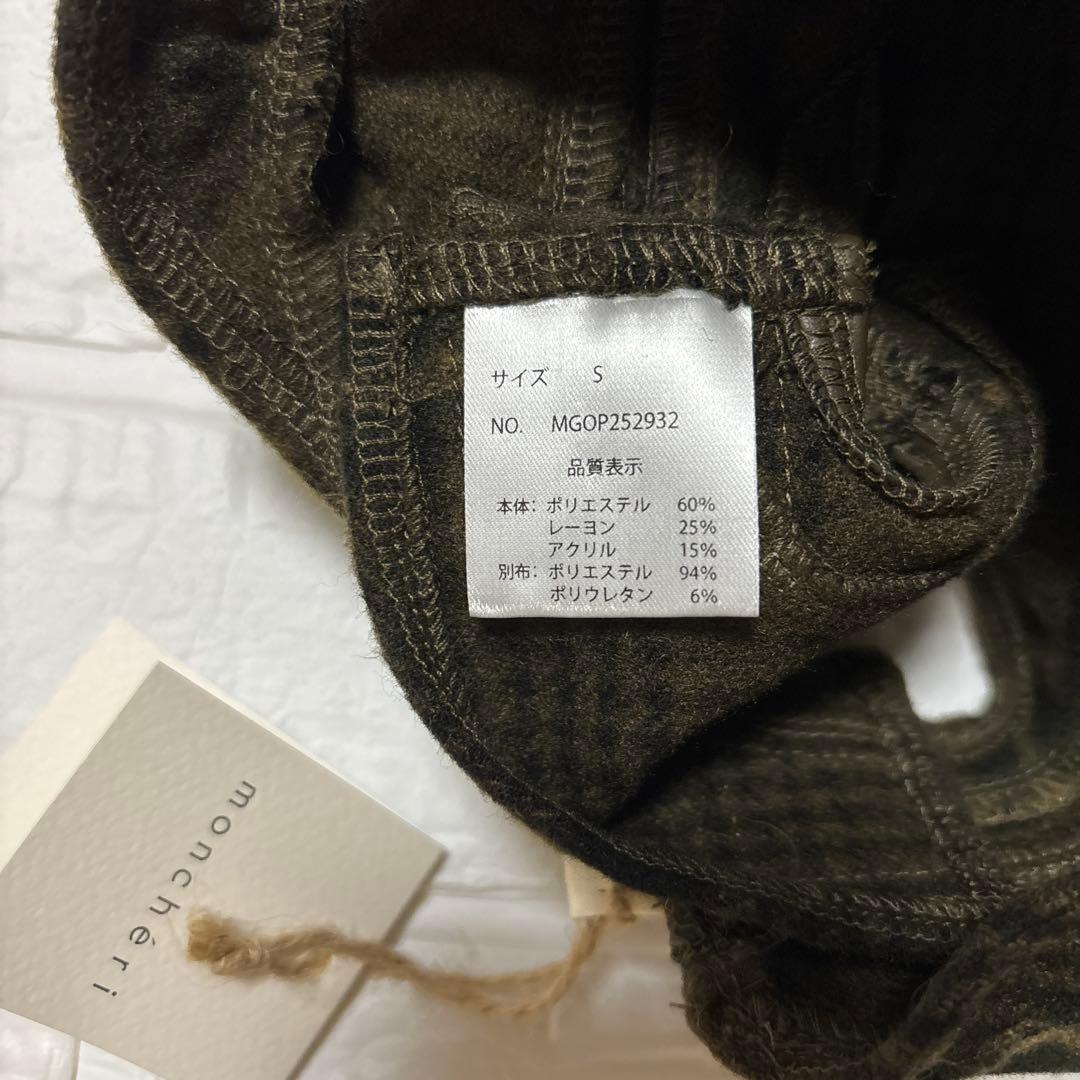 サイズ S
NO. MGOP252932
品質表示
本体: ポリエステル 60%
レーヨン 25%
アクリル 15%
別布: ポリエステル 94%
ポリウレタン 6%
monchéri